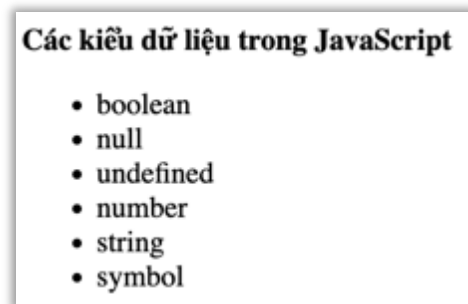 Các kiểu dữ liệu trong JavaScript
• boolean
• null
• undefined
• number
• string
• symbol